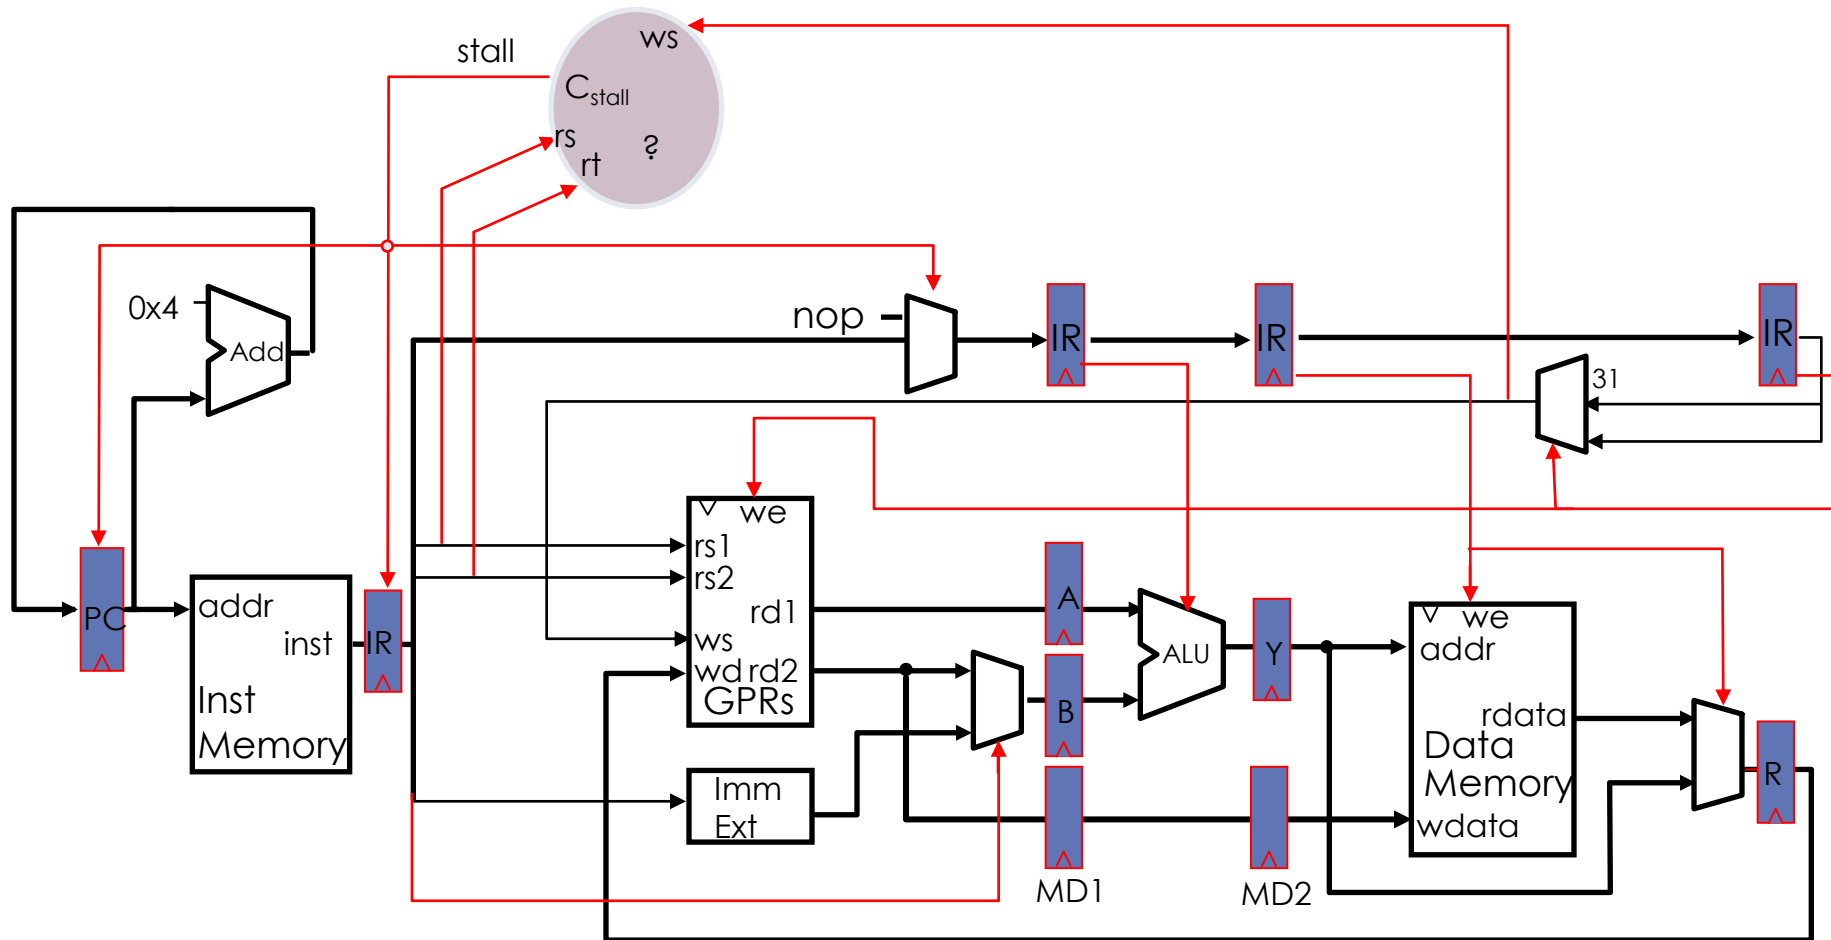 ws
stall
C stall
rs
?
rt
0x4
Add
nop
IR
IR
IR
31
we
rs1
rs2
rd1
ws
wd rd2
GPRs
PC
addr
inst
Inst
Memory
IR
A
B
ALU
Y
we
addr
rdata
Data
Memory
wdata
R
Imm
Ext
MD1
MD2